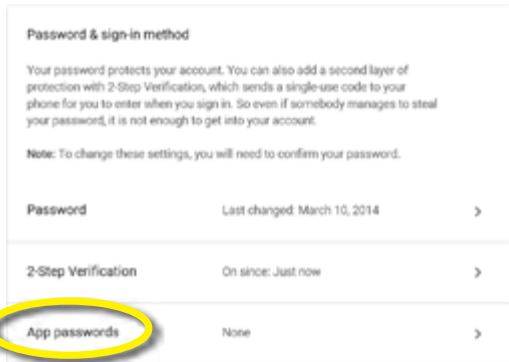 Password & sign-in method
Your password protects your account. You can also add a second layer of
protection with 2-Step Verification, which sends a single-use code to your
phone for you to enter when you sign in. So even if somebody manages to steal
your password, it is not enough to get into your account.
Note: To change these settings, you will need to confirm your password.
Password Last changed: March 10, 2014 >
2-Step Verification On since: Just now >
App passwords None >